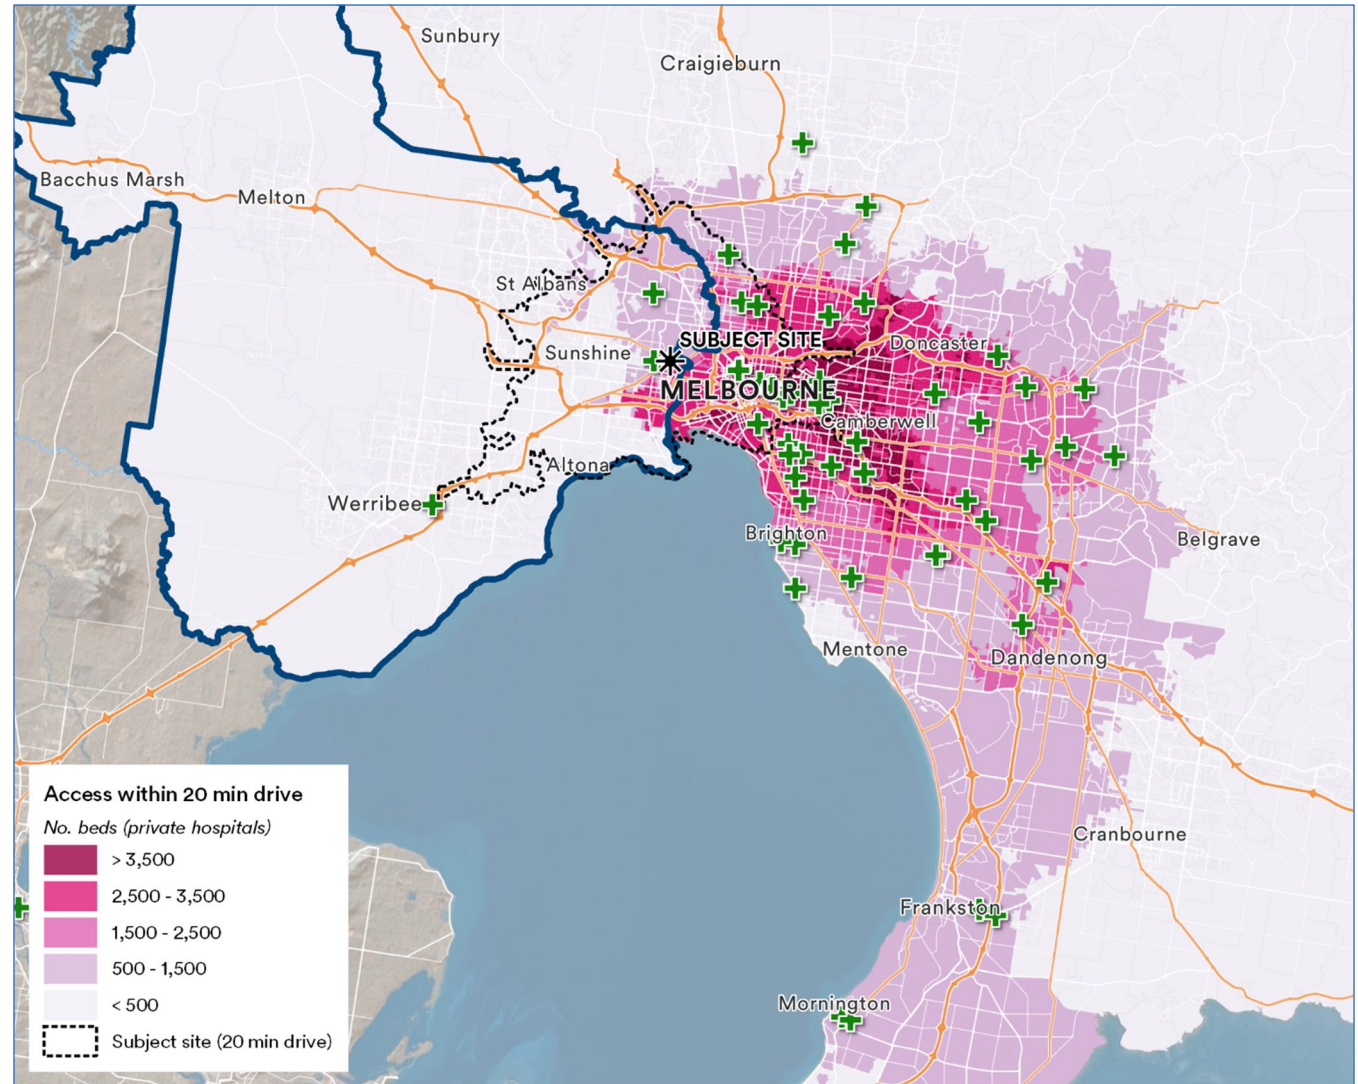 Sunbury
Craigieburn
Bacchus Marsh
Melton
St Albans
SUBJECT SITE
Sunshine
Doncaster
MELBOURNE
Camberwell
Altona
Werribee
Brighton
Belgrave
Mentone
Dandenong
Access within 20 min drive
No. beds (private hospitals)
> 3,500
2,500 - 3,500
1,500 - 2,500
500 - 1,500
< 500
Subject site (20 min drive)
Cranbourne
Frankston
Mornington